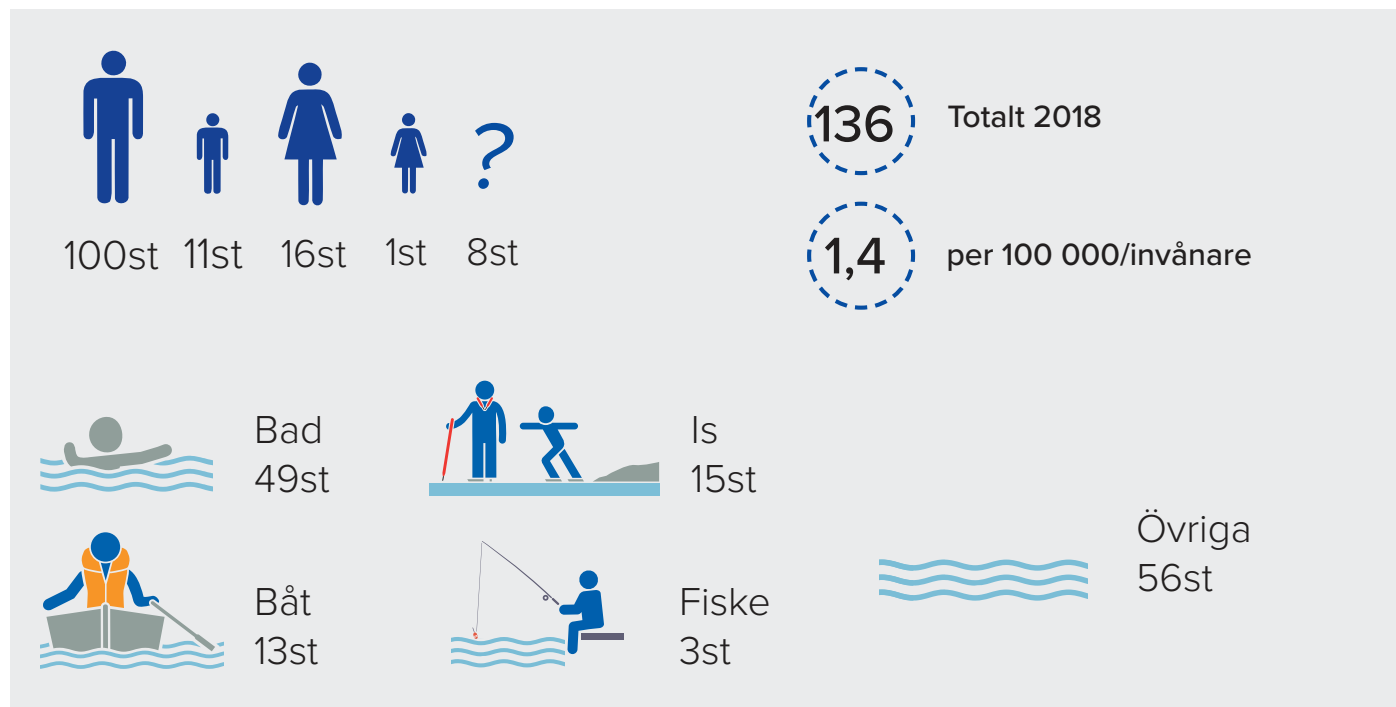 ?
100st 11st 16st 1st 8st
136 Totalt 2018
1,4 per 100 000/invånare
Bad
49st
Is
15st
Båt
13st
Fiske
3st
Övriga
56st